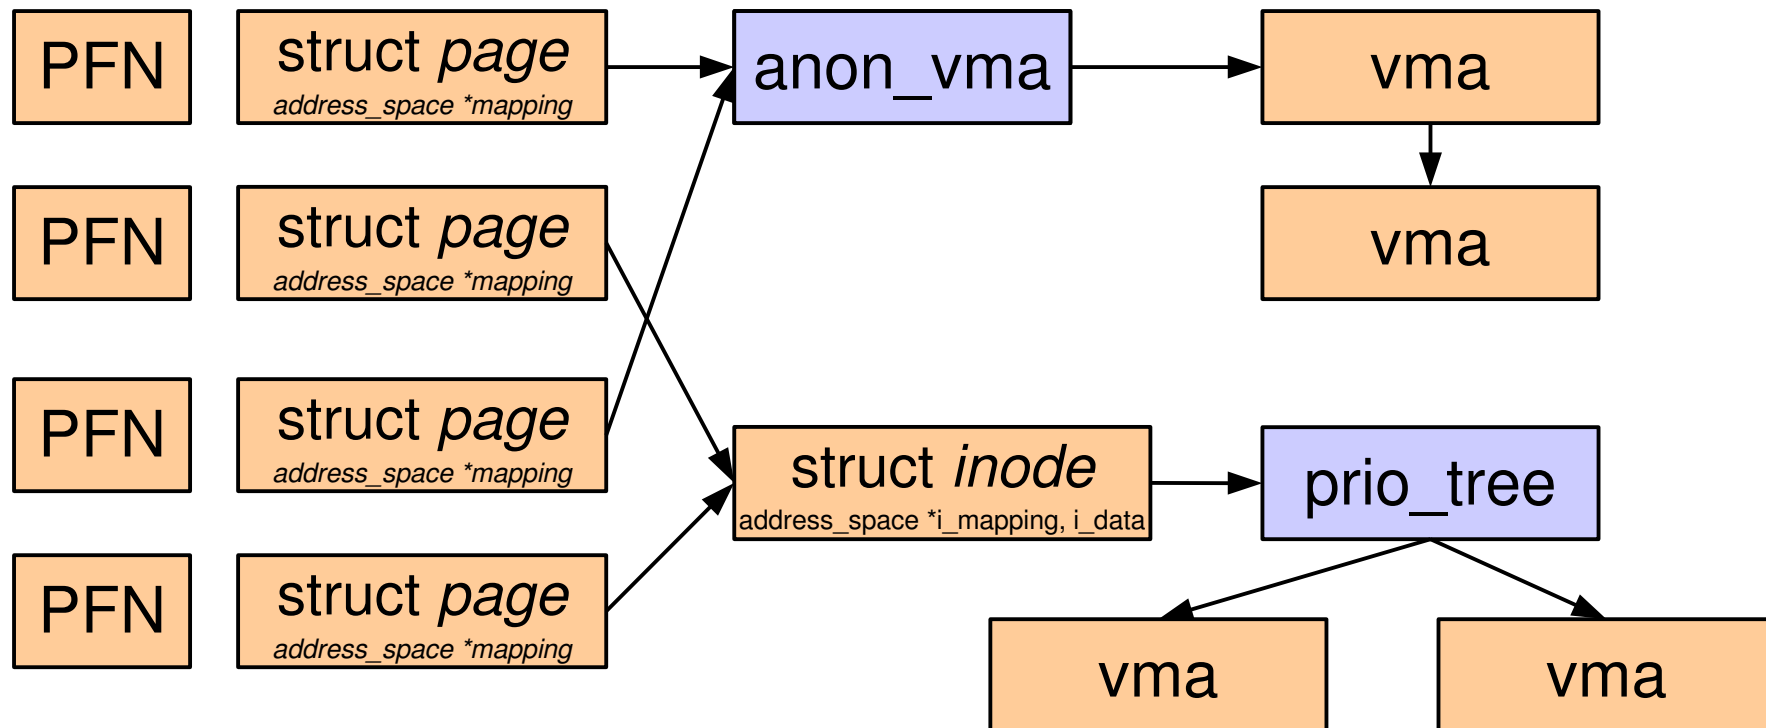 PFN
struct page
address_space *mapping
anon_vma
vma
PFN
struct page
address_space *mapping
vma
PFN
struct page
address_space *mapping
struct inode
address_space *i_mapping, i_data
prio_tree
PFN
struct page
address_space *mapping
vma
vma